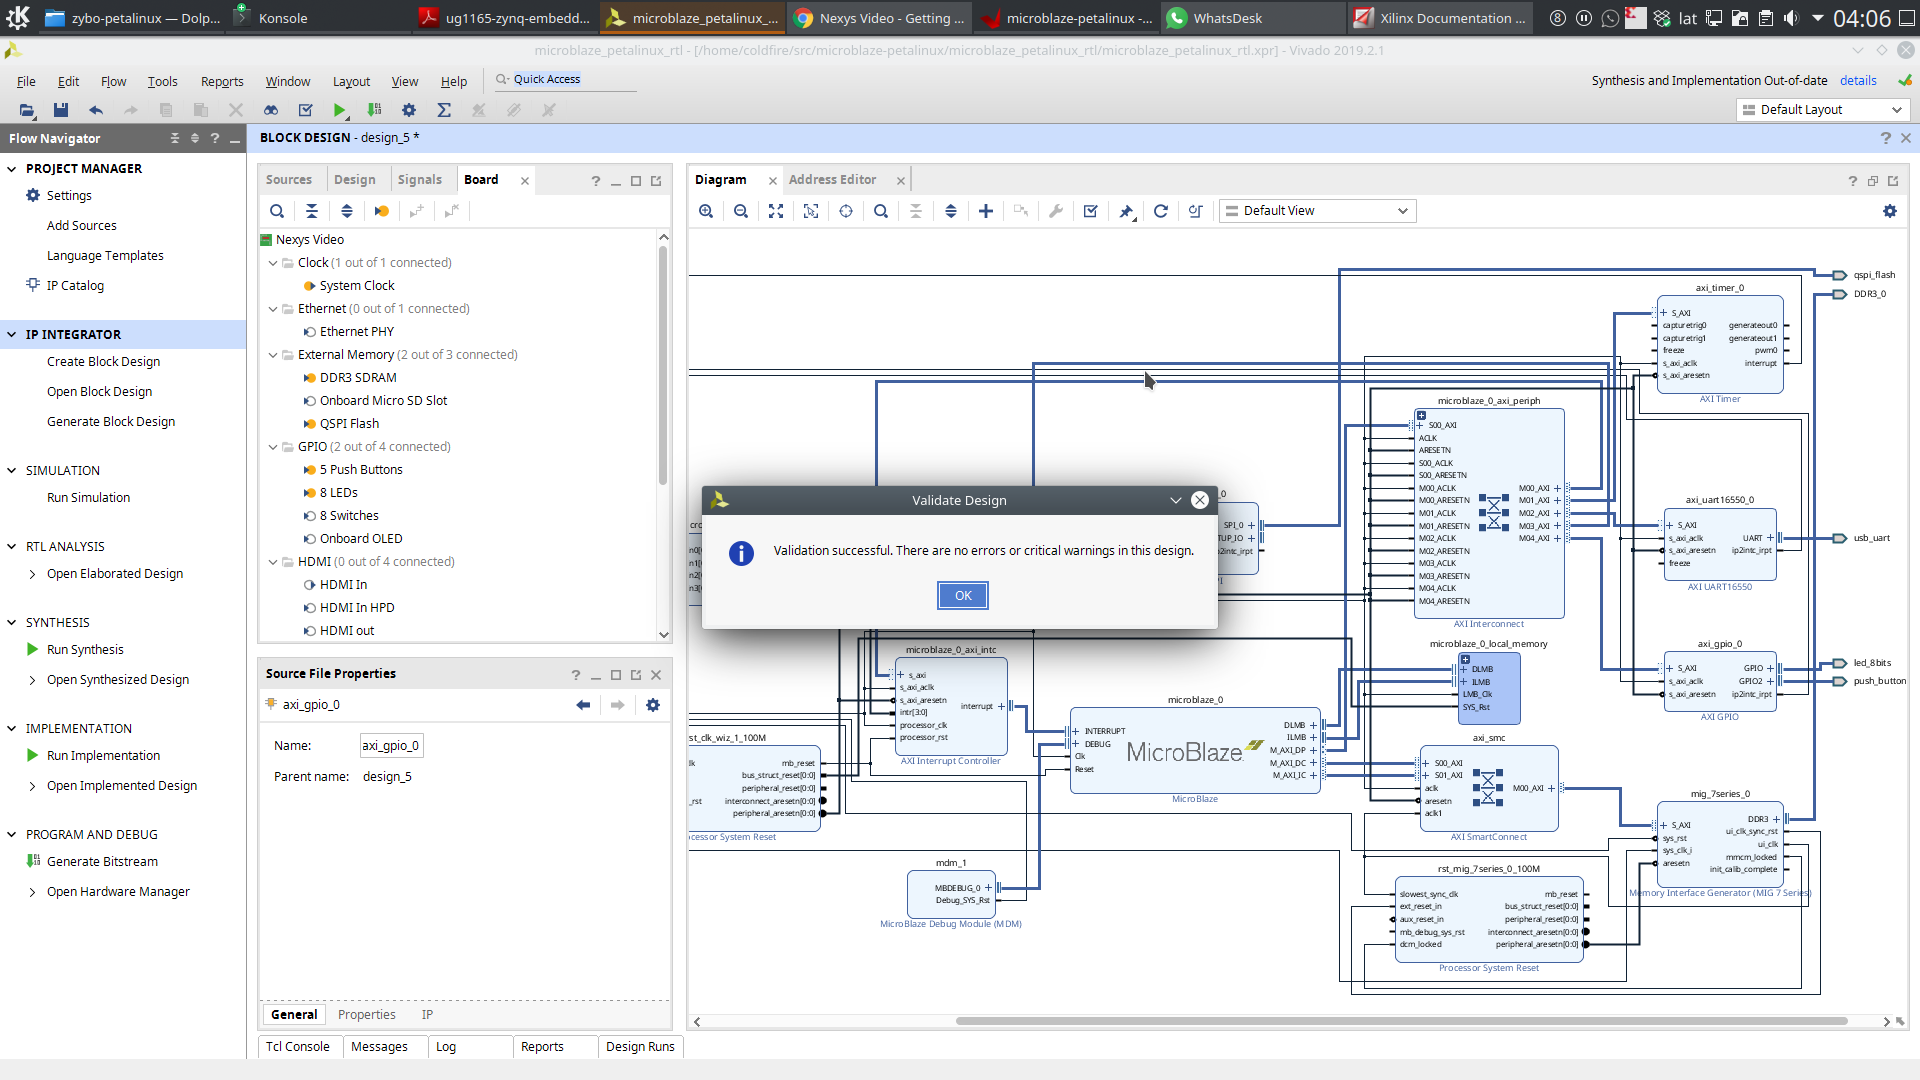 zybo-petalinux — Dolp...
Konsole
ug1165-zynq-embedd...
microblaze_petalinux_...
Nexys Video - Getting ...
microblaze-petalinux -...
WhatsDesk
Xilinx Documentation ...
lat
04:06
microblaze_petalinux_rtl - [/home/coldfire/src/microblaze-petalinux/microblaze_petalinux_rtl/microblaze_petalinux_rtl.xpr] - Vivado 2019.2.1
File Edit Flow Tools Reports Window Layout View Help
Quick Access
Synthesis and Implementation Out-of-date details
Default Layout
Flow Navigator
PROJECT MANAGER
Settings
Add Sources
Language Templates
IP Catalog
IP INTEGRATOR
Create Block Design
Open Block Design
Generate Block Design
SIMULATION
Run Simulation
RTL ANALYSIS
Open Elaborated Design
SYNTHESIS
Run Synthesis
Open Synthesized Design
IMPLEMENTATION
Run Implementation
Open Implemented Design
PROGRAM AND DEBUG
Generate Bitstream
Open Hardware Manager
BLOCK DESIGN - design_5 *
Sources Design Signals Board
Nexys Video
Clock (1 out of 1 connected)
System Clock
Ethernet (0 out of 1 connected)
Ethernet PHY
External Memory (2 out of 3 connected)
DDR3 SDRAM
Onboard Micro SD Slot
QSPI Flash
GPIO (2 out of 4 connected)
5 Push Buttons
8 LEDs
8 Switches
Onboard OLED
HDMI (0 out of 4 connected)
HDMI In
HDMI In HPD
HDMI out
Source File Properties
axi_gpio_0
Name: axi_gpio_0
Parent name: design_5
General Properties IP
Tcl Console Messages Log Reports Design Runs
Diagram Address Editor
Default View
qspi_flash
DDR3_0
axi_timer_0
S_AXI
capturetrig0 generateout0
capturetrig1 generateout1
freeze pwm0
s_axi_aclk interrupt
s_axi_aresetn
AXI Timer
microblaze_0_axi_periph
S00_AXI
ACLK
ARESETN
S00_ACLK
S00_ARESETN
M00_ACLK M00_AXI
M00_ARESETN M01_AXI
M01_ACLK M02_AXI
M01_ARESETN M03_AXI
M02_ACLK M04_AXI
M02_ARESETN
M03_ACLK
M03_ARESETN
M04_ACLK
M04_ARESETN
AXI Interconnect
axi_uart16550_0
S_AXI
s_axi_aclk UART
s_axi_aresetn ip2intc_irpt
freeze
AXI UART16550
usb_uart
Validate Design
Validation successful. There are no errors or critical warnings in this design.
OK
SPI_0
TUP_IO
p2intc_irpt
microblaze_0_local_memory
DLMB
ILMB
LMB_Clk
SYS_Rst
axi_gpio_0
S_AXI GPIO
s_axi_aclk GPIO2
s_axi_aresetn ip2intc_irpt
AXI GPIO
led_8bits
push_button
microblaze_0_axi_intc
s_axi
s_axi_aclk
s_axi_aresetn interrupt
intr[3:0]
processor_clk
processor_rst
AXI Interrupt Controller
microblaze_0
INTERRUPT DLMB
DEBUG ILMB
Clk M_AXI_DP
Reset M_AXI_DC
M_AXI_IC
MicroBlaze
MicroBlaze
st_clk_wiz_1_100M
lk mb_reset
bus_struct_reset[0:0]
peripheral_reset[0:0]
_rst interconnect_aresetn[0:0]
peripheral_aresetn[0:0]
cessor System Reset
axi_smc
S00_AXI
S01_AXI
aclk M00_AXI
aresetn
aclk1
AXI SmartConnect
mig_7series_0
DDR3
S_AXI ui_clk_sync_rst
sys_rst ui_clk
sys_clk_i mmcm_locked
aresetn init_calib_complete
Memory Interface Generator (MIG 7 Series)
mdm_1
MBDEBUG_0
Debug_SYS_Rst
MicroBlaze Debug Module (MDM)
rst_mig_7series_0_100M
slowest_sync_clk mb_reset
ext_reset_in bus_struct_reset[0:0]
aux_reset_in peripheral_reset[0:0]
mb_debug_sys_rst interconnect_aresetn[0:0]
dcm_locked peripheral_aresetn[0:0]
Processor System Reset